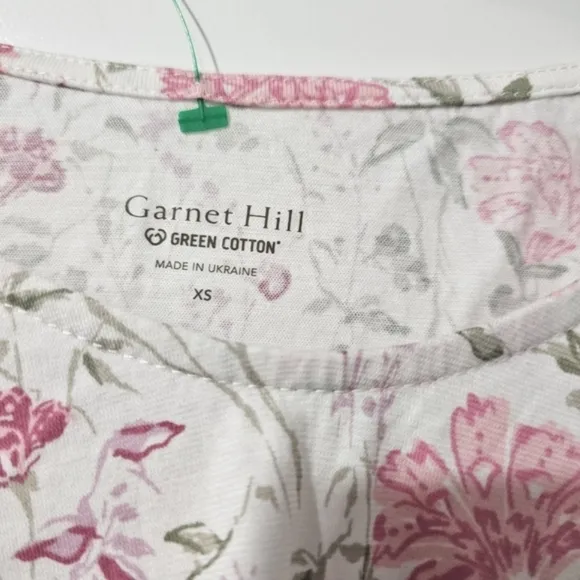 Garnet Hill
GREEN COTTON®
MADE IN UKRAINE
XS